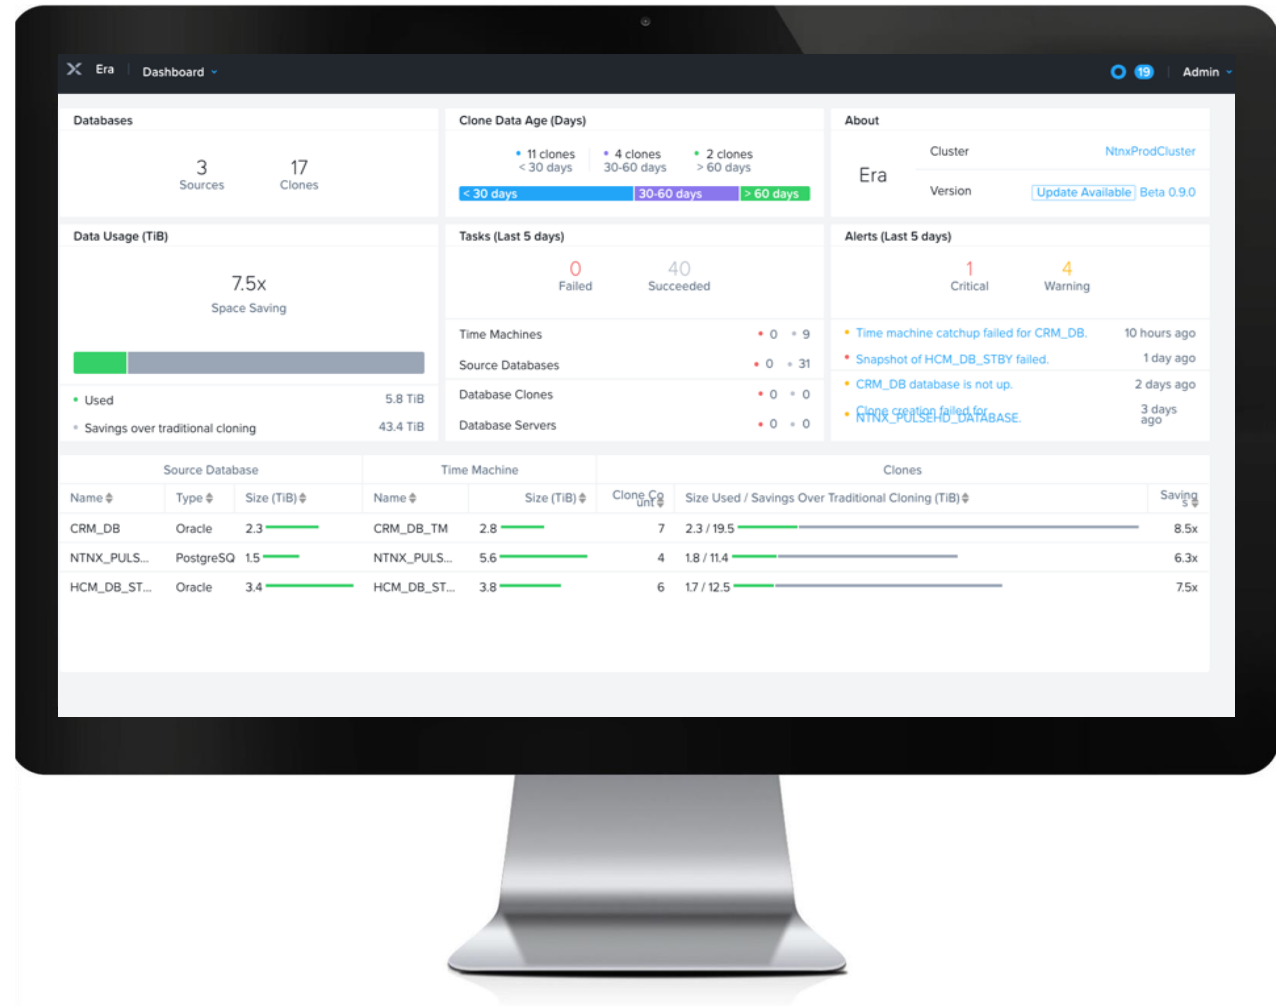 Era Dashboard 19 Admin
Databases
3 17
Sources Clones
Clone Data Age (Days)
11 clones 4 clones 2 clones
< 30 days 30-60 days > 60 days
< 30 days 30-60 days > 60 days
About
Era
Cluster NtnxProdCluster
Version Update Available Beta 0.9.0
Data Usage (TiB)
7.5x
Space Saving
Used 5.8 TiB
Savings over traditional cloning 43.4 TiB
Tasks (Last 5 days)
0 40
Failed Succeeded
Time Machines 0 9
Source Databases 0 31
Database Clones 0 0
Database Servers 0 0
Alerts (Last 5 days)
1 4
Critical Warning
Time machine catchup failed for CRM_DB. 10 hours ago
Snapshot of HCM_DB_STBY failed. 1 day ago
CRM_DB database is not up. 2 days ago
Clone creation failed for 3 days
NTNX_PULSEHD_DATABASE. ago
Source Database Time Machine Clones
Name Type Size (TiB) Name Size (TiB) Clone Co Size Used / Savings Over Traditional Cloning (TiB) Saving
unt s
CRM_DB Oracle 2.3 CRM_DB_TM 2.8 7 2.3 / 19.5 8.5x
NTNX_PULS... PostgreSQ 1.5 NTNX_PULS... 5.6 4 1.8 / 11.4 6.3x
HCM_DB_ST... Oracle 3.4 HCM_DB_ST... 3.8 6 1.7 / 12.5 7.5x